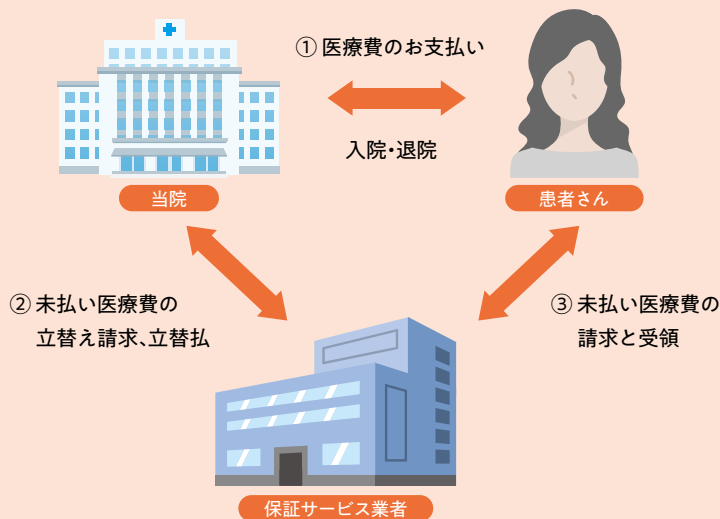 ① 医療費のお支払い
入院・退院
当院
患者さん
② 未払い医療費の
立替え請求、立替払
③ 未払い医療費の
請求と受領
保証サービス業者